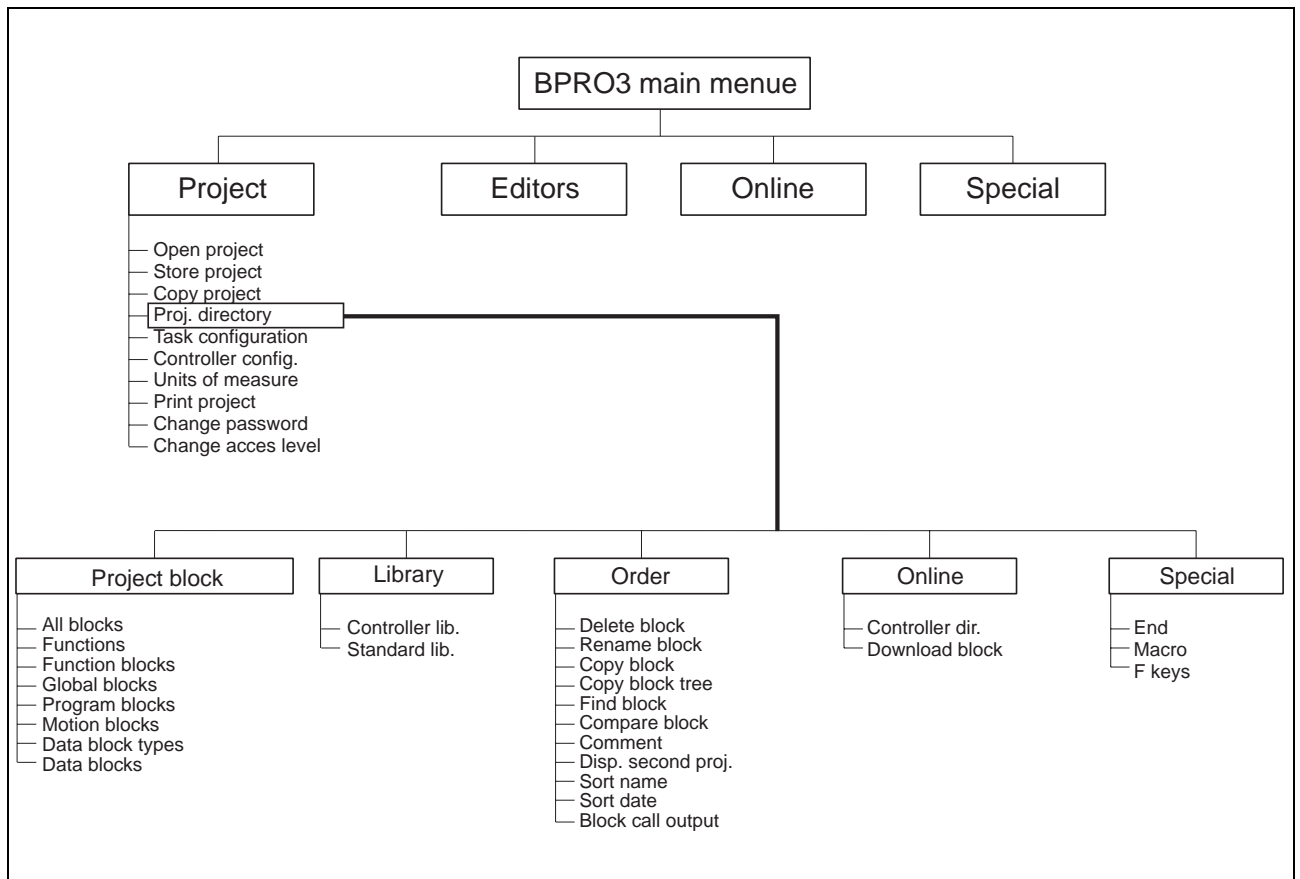 BPRO3 main menue
Project
Editors
Online
Special
Open project
Store project
Copy project
Proj. directory
Task configuration
Controller config.
Units of measure
Print project
Change password
Change acces level
Project block
Library
Order
Online
Special
All blocks
Functions
Function blocks
Global blocks
Program blocks
Motion blocks
Data block types
Data blocks
Controller lib.
Standard lib.
Delete block
Rename block
Copy block
Copy block tree
Find block
Compare block
Comment
Disp. second proj.
Sort name
Sort date
Block call output
Controller dir.
Download block
End
Macro
F keys